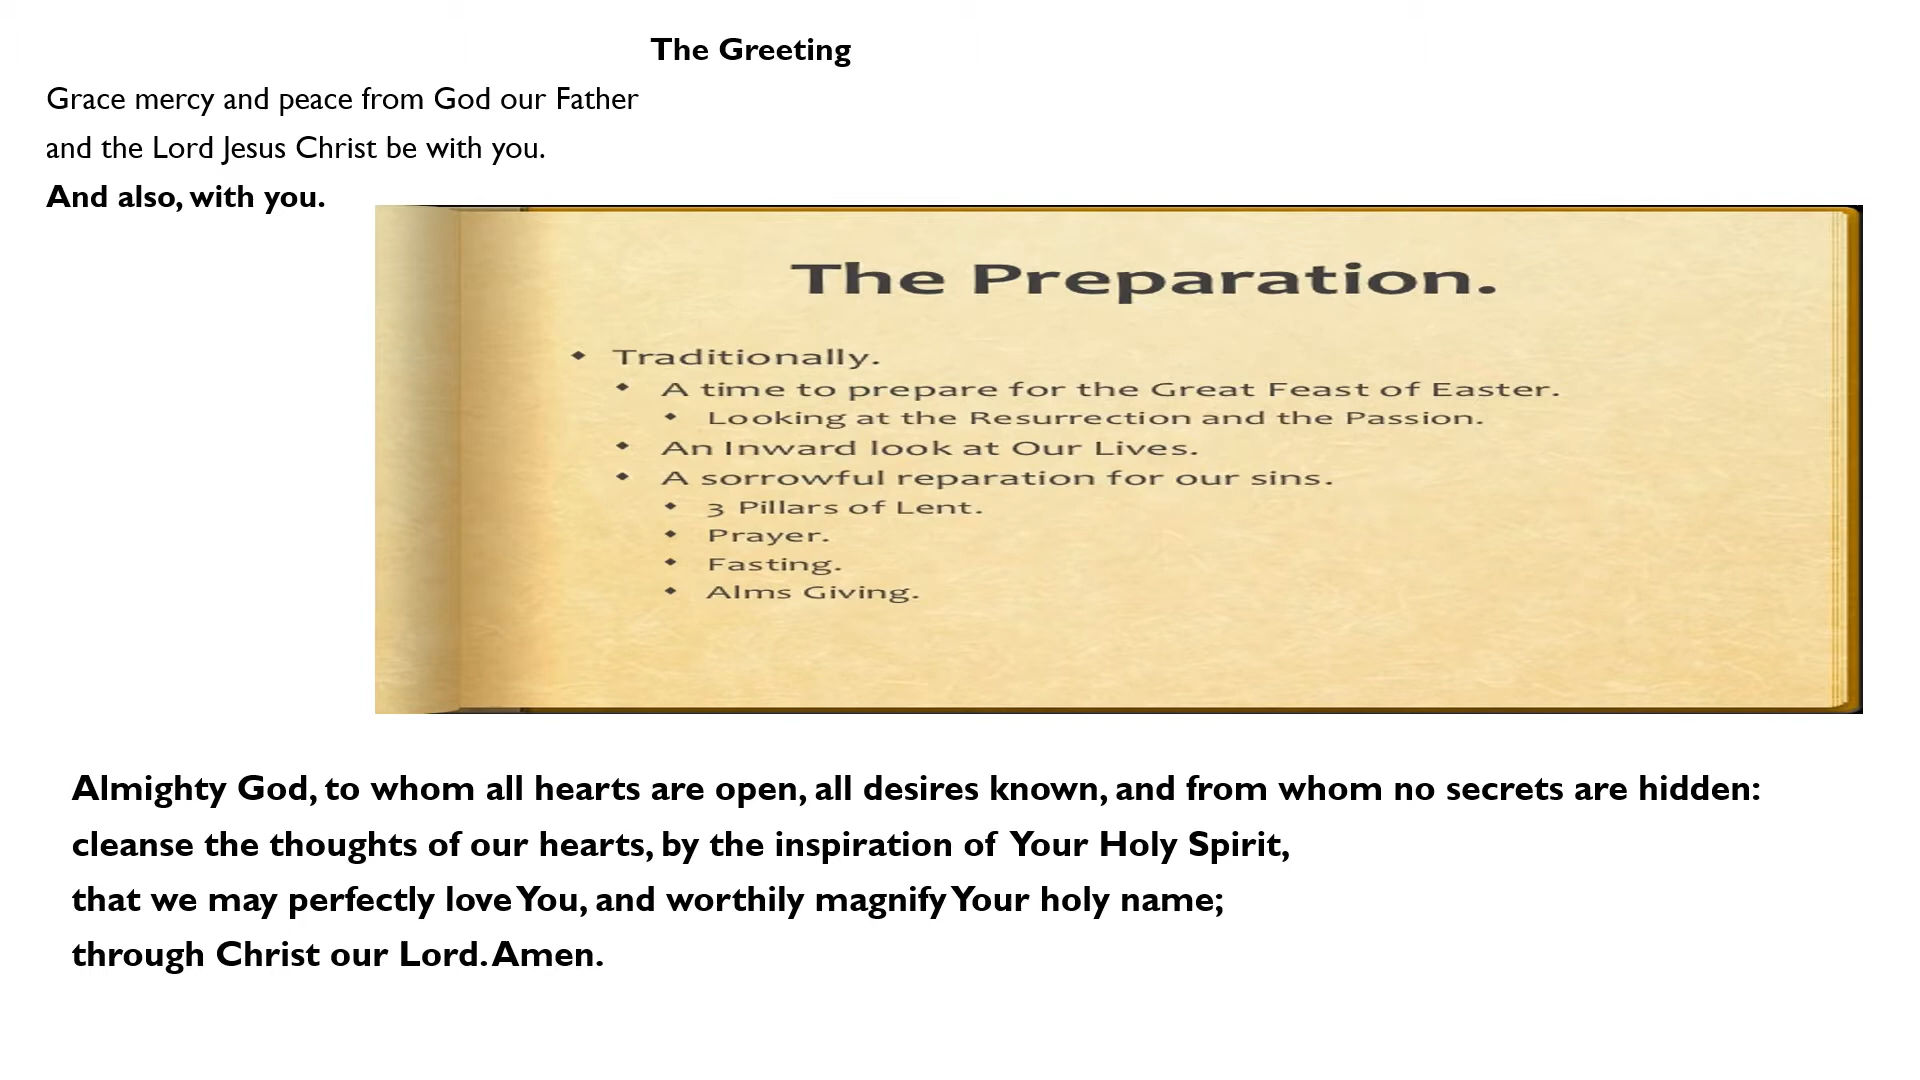 The Greeting
Grace mercy and peace from God our Father
and the Lord Jesus Christ be with you.
And also, with you.
The Preparation.
Traditionally.
A time to prepare for the Great Feast of Easter.
Looking at the Resurrection and the Passion.
An Inward look at Our Lives.
A sorrowful reparation for our sins.
3 Pillars of Lent.
Prayer.
Fasting.
Alms Giving.
Almighty God, to whom all hearts are open, all desires known, and from whom no secrets are hidden:
cleanse the thoughts of our hearts, by the inspiration of Your Holy Spirit,
that we may perfectly love You, and worthily magnify Your holy name;
through Christ our Lord. Amen.